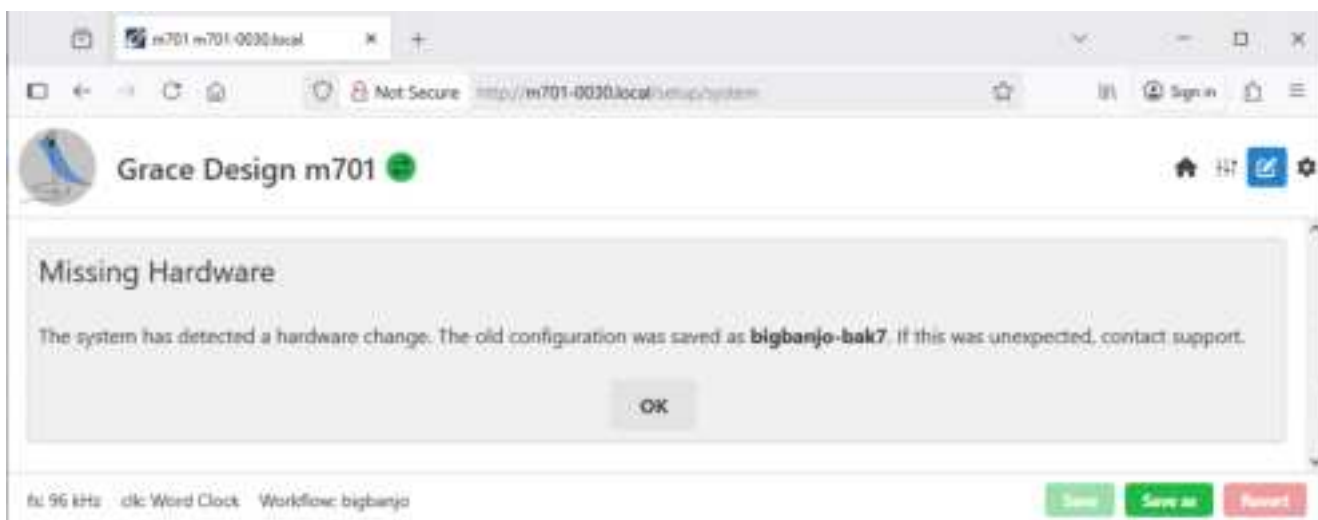 m701 m701-0030.local
Not Secure http://m701-0030.local/setup/system Sign in
Grace Design m701
Missing Hardware
The system has detected a hardware change. The old configuration was saved as bigbanjo-bak7. If this was unexpected, contact support.
OK
fs: 96 kHz clk: Word Clock Workflow: bigbanjo Save Save as Revert